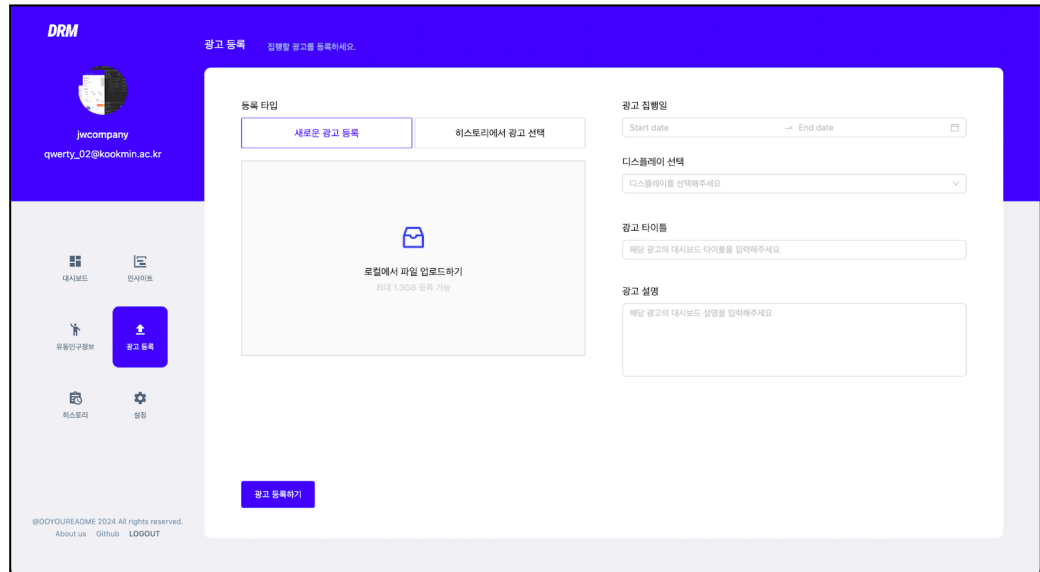 DRM
jwcompany
qwerty_02@kookmin.ac.kr
대시보드
인사이트
유동인구정보
광고 등록
히스토리
설정
@DOYOUREADME 2024 All rights reserved.
About us Github LOGOUT
광고 등록 집행할 광고를 등록하세요.
등록 타입
새로운 광고 등록
히스토리에서 광고 선택
로컬에서 파일 업로드하기
최대 1.3GB 등록 가능
광고 등록하기
광고 집행일
Start date → End date
디스플레이 선택
디스플레이를 선택해주세요
광고 타이틀
해당 광고의 대시보드 타이틀을 입력해주세요
광고 설명
해당 광고의 대시보드 설명을 입력해주세요